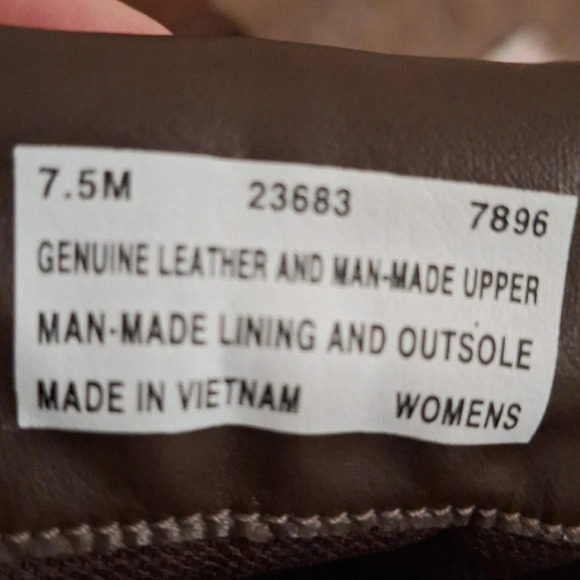 7.5M 23683 7896
GENUINE LEATHER AND MAN-MADE UPPER
MAN-MADE LINING AND OUTSOLE
MADE IN VIETNAM WOMENS